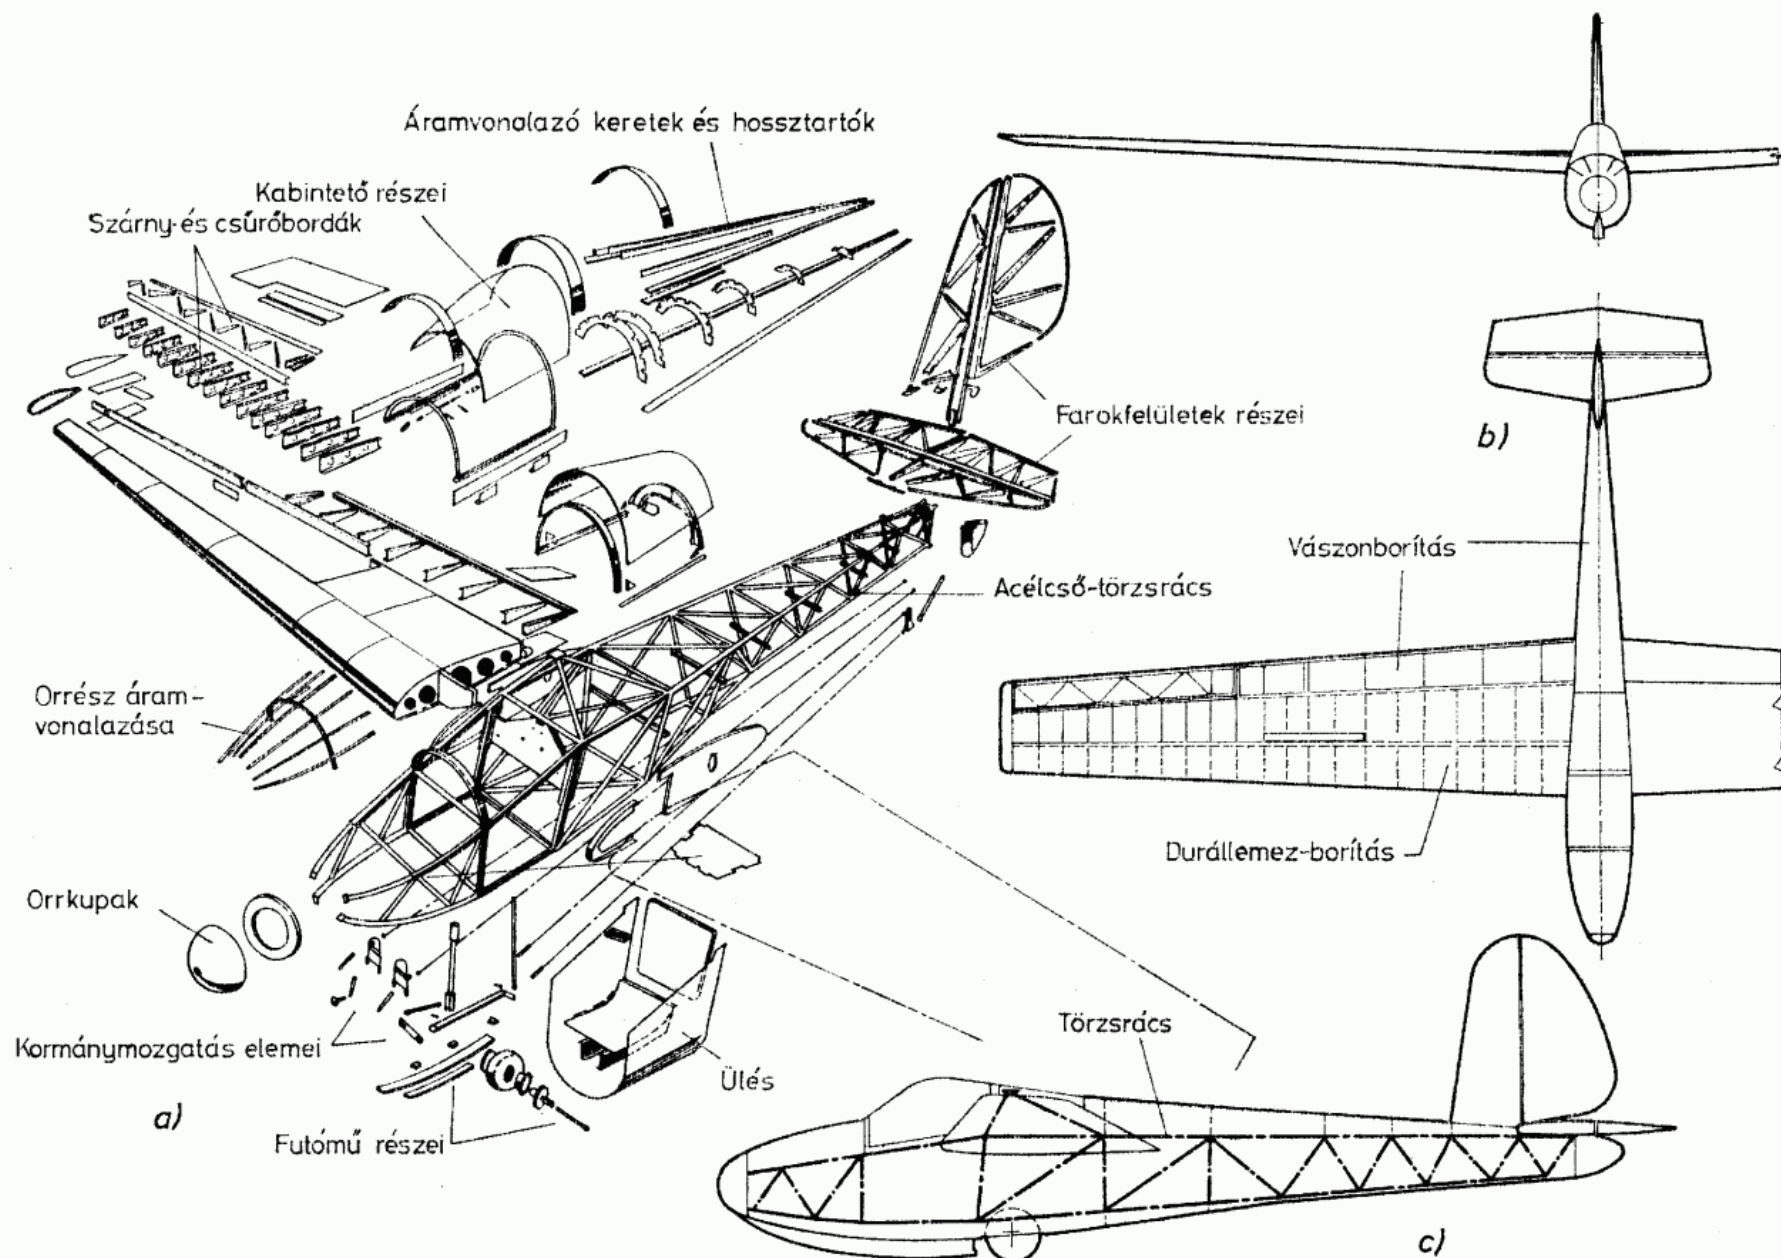 Áramvonalazó keretek és hossztartók
Kabintető részei
Szárny-és csűrőbordák
Farokfelületek részei
b)
Vászonborítás
Acélcső-törzsrács
Orrész áram-
vonalazása
Durállemez-borítás
Orrkupak
Törzsrács
Kormánymozgatás elemei
Ülés
a)
Futómű részei
c)